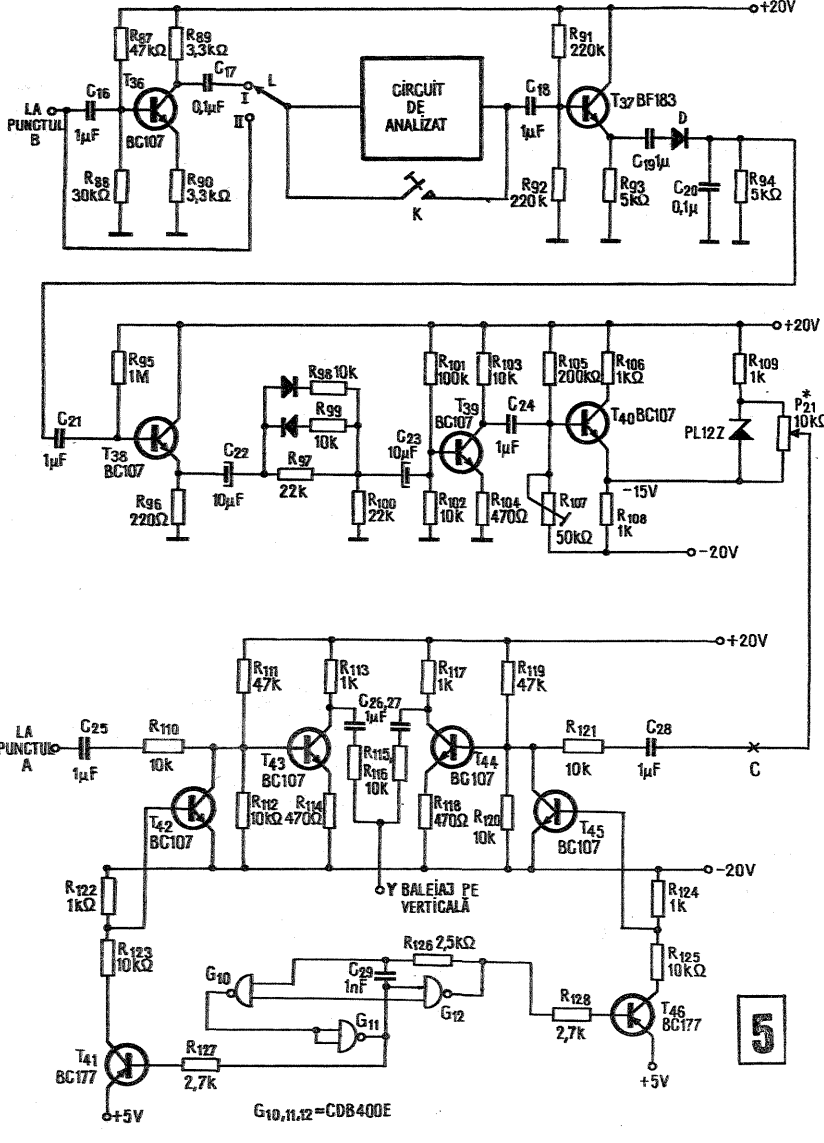 +20V
R87
47kΩ
R89
3,3kΩ
R91
220k
T36
C17
0,1µF
I
L
CIRCUIT
DE
ANALIZAT
C18
1µF
T37 BF183
LA
PUNCTUL
B
C16
1µF
BC107
II
D
C19 1µ
R88
30kΩ
R90
3,3kΩ
K
R92
220k
R93
5kΩ
C20
0,1µ
R94
5kΩ
+20V
R95
1M
R98 10k
R99
10k
R101
100k
R103
10k
R105
200kΩ
R106
1KΩ
R109
1k
P21*
10kΩ
C21
1µF
T38
BC107
C22
10µF
R97
22k
C23
10µF
T39
BC107
C24
1µF
T40 BC107
PL12Z
R96
220Ω
R100
22k
R102
10k
R104
470Ω
R107
50kΩ
-15V
R108
1K
-20V
+20V
R111
47k
R113
1k
R117
1k
R119
47k
C26,27
1µF
LA
PUNCTUL
A
C25
1µF
R110
10k
T43
BC107
R115,
R116
10K
T44
BC107
R121
10k
C28
1µF
C
T42
BC107
R112
10kΩ
R114
470Ω
R118
470Ω
R120
10k
T45
BC107
-20V
Y BALEIAJ PE
VERTICALĂ
R122
1kΩ
R124
1k
R123
10kΩ
R126 2,5kΩ
R125
10kΩ
G10
C29
1nF
G11
G12
R128
2,7k
T46
BC177
T41
BC177
R127
2,7k
5
+5V
+5V
G10,11,12=CDB400E